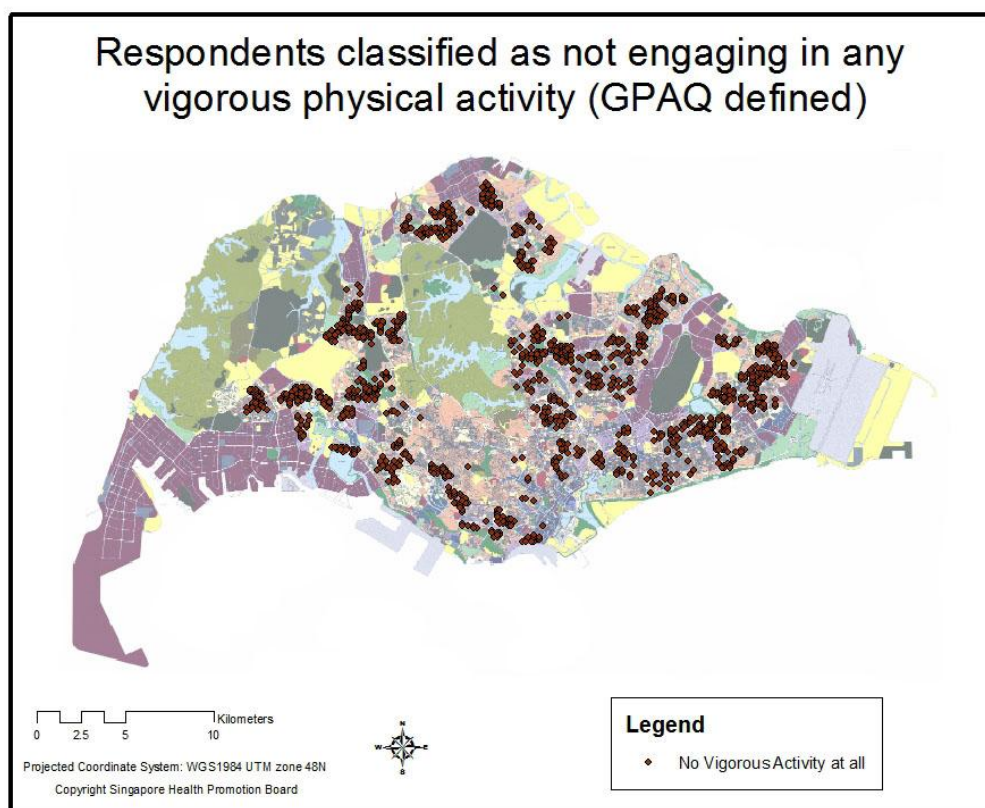 Respondents classified as not engaging in any
vigorous physical activity (GPAQ defined)
Kilometers
0 2.5 5 10
Projected Coordinate System: WGS1984 UTM zone 48N
Copyright Singapore Health Promotion Board
N
W E
S
Legend
No Vigorous Activity at all